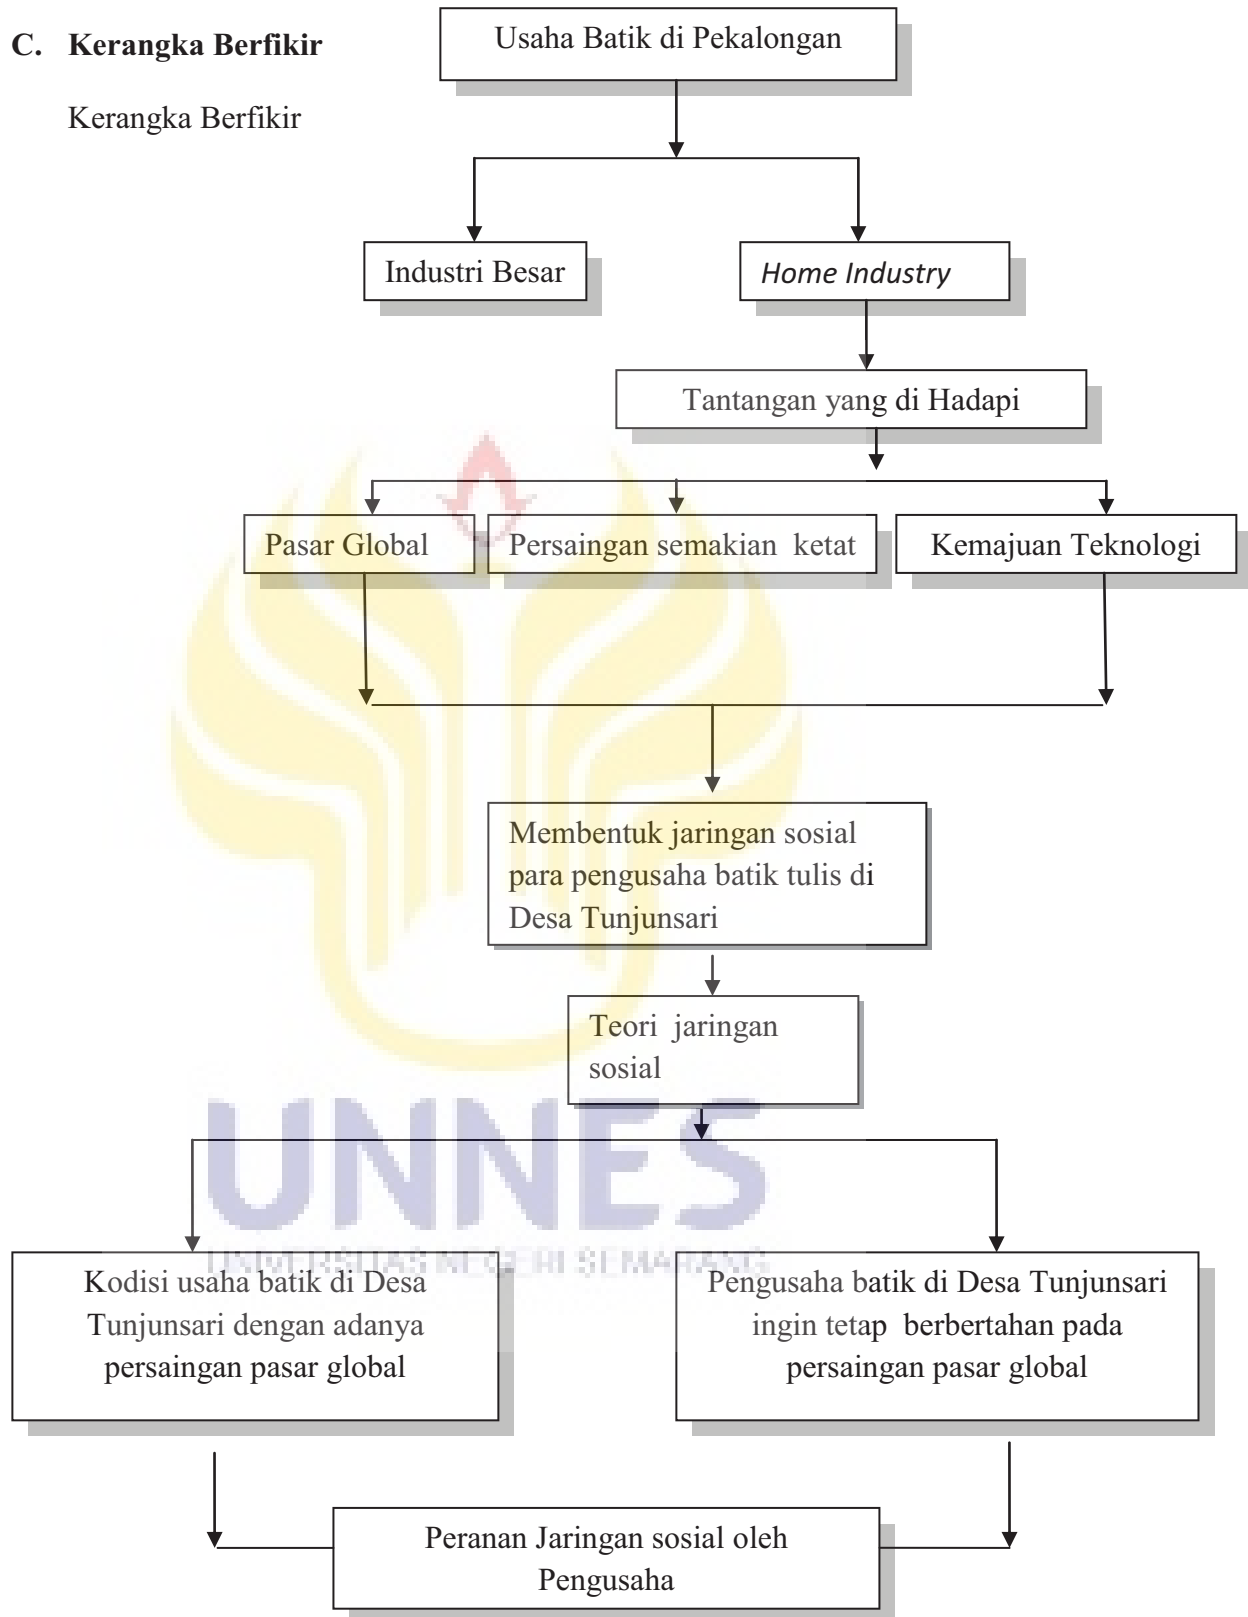 C. Kerangka Berfikir
Usaha Batik di Pekalongan
Kerangka Berfikir
Industri Besar
Home Industry
Tantangan yang di Hadapi
Pasar Global
Persaingan semakian ketat
Kemajuan Teknologi
Membentuk jaringan sosial
para pengusaha batik tulis di
Desa Tunjunsari
Teori jaringan
sosial
UNNES
UNIVERSITAS NEGERI SEMARANG
Kodisi usaha batik di Desa
Tunjunsari dengan adanya
persaingan pasar global
Pengusaha batik di Desa Tunjunsari
ingin tetap berbertahan pada
persaingan pasar global
Peranan Jaringan sosial oleh
Pengusaha